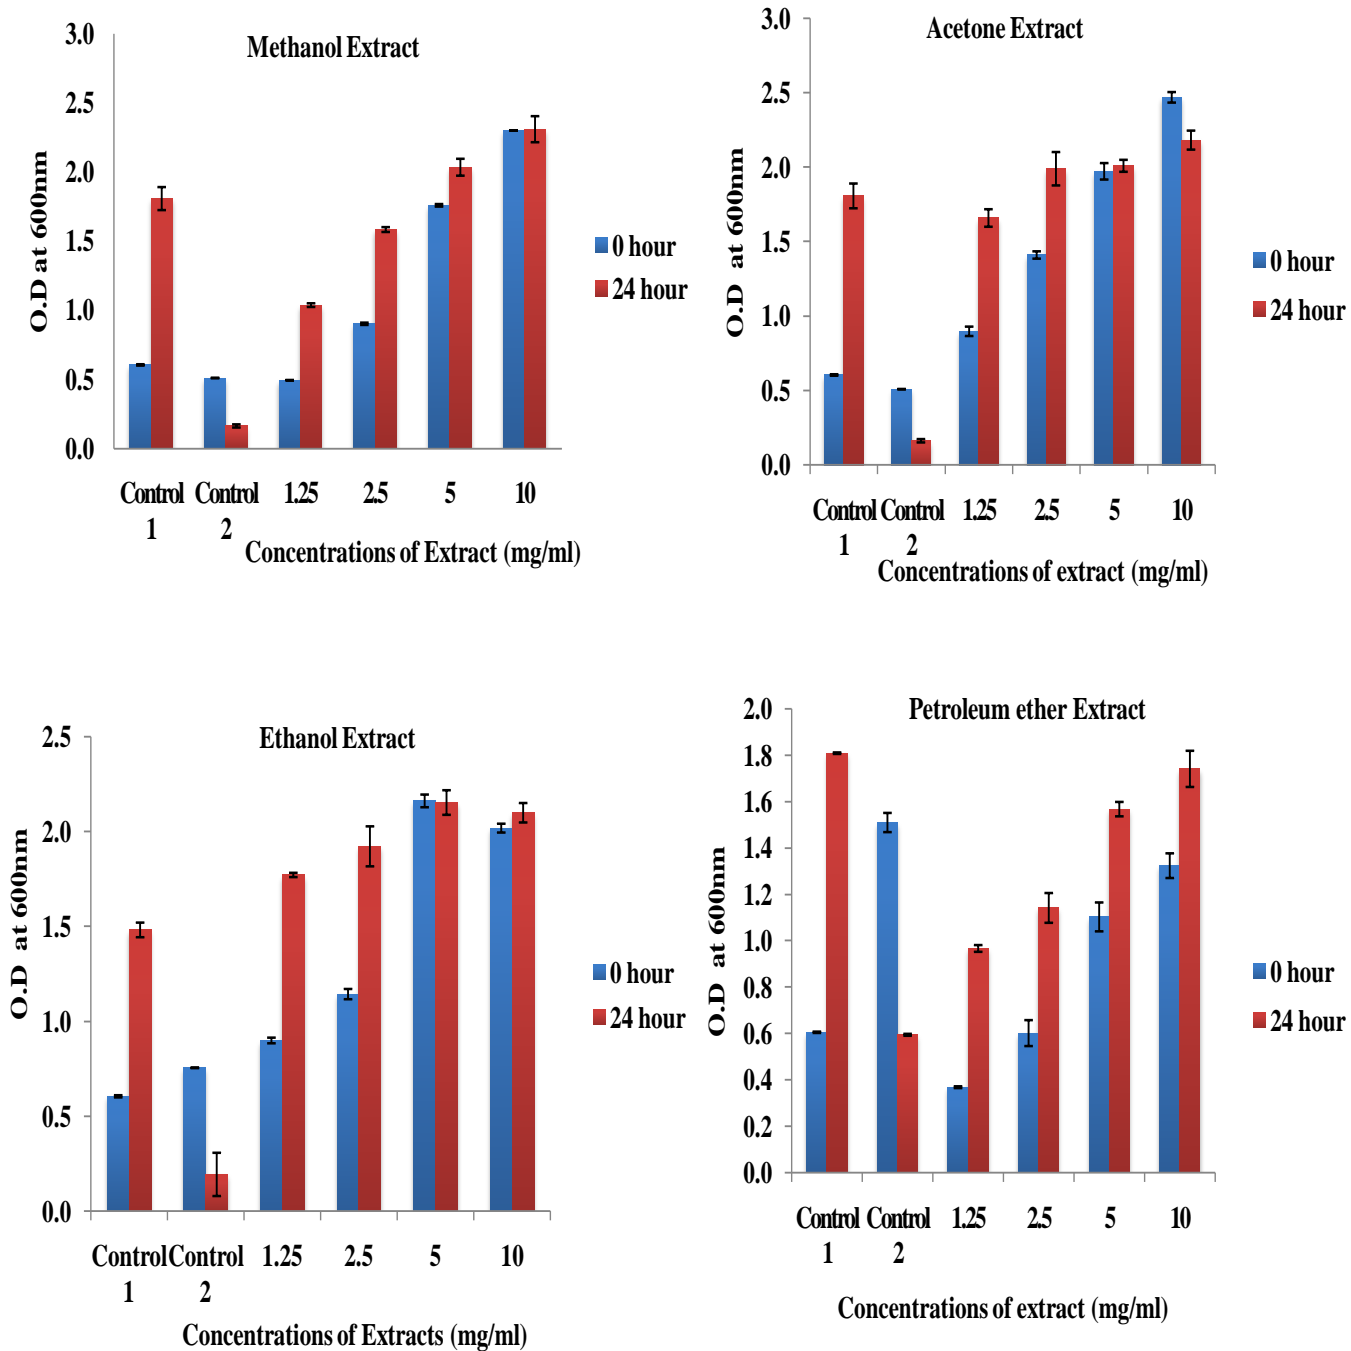 Methanol Extract
O.D at 600nm
3.0
2.5
2.0
1.5
1.0
0.5
0.0
Control 1
Control 2
1.25
2.5
5
10
Concentrations of Extract (mg/ml)
0 hour
24 hour
Acetone Extract
O.D at 600nm
3.0
2.5
2.0
1.5
1.0
0.5
0.0
Control 1
Control 2
1.25
2.5
5
10
Concentrations of extract (mg/ml)
0 hour
24 hour
Ethanol Extract
O.D at 600nm
2.5
2.0
1.5
1.0
0.5
0.0
Control 1
Control 2
1.25
2.5
5
10
Concentrations of Extracts (mg/ml)
0 hour
24 hour
Petroleum ether Extract
O.D at 600nm
2.0
1.8
1.6
1.4
1.2
1.0
0.8
0.6
0.4
0.2
0.0
Control 1
Control 2
1.25
2.5
5
10
Concentrations of extract (mg/ml)
0 hour
24 hour